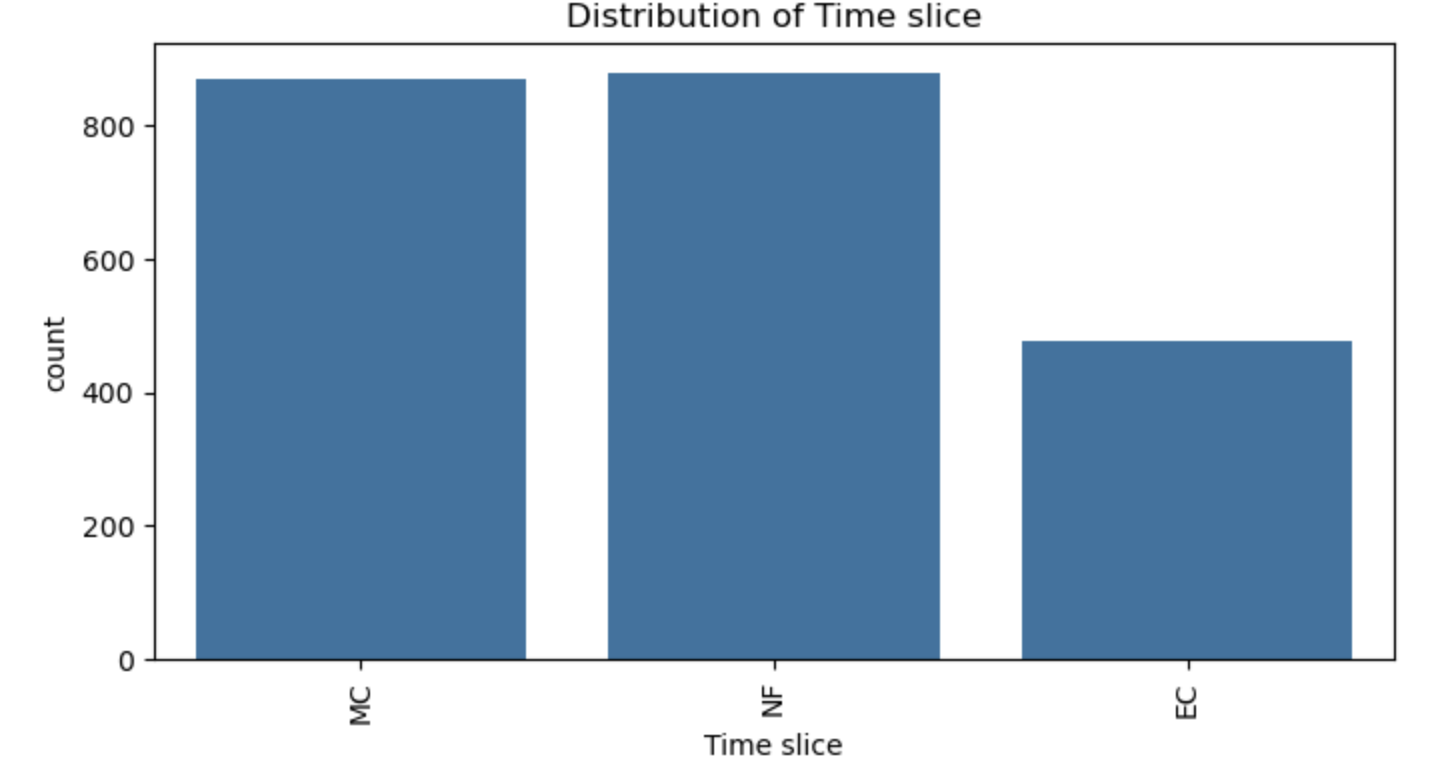 Distribution of Time slice
800
600
400
200
0
count
MC
NF
EC
Time slice